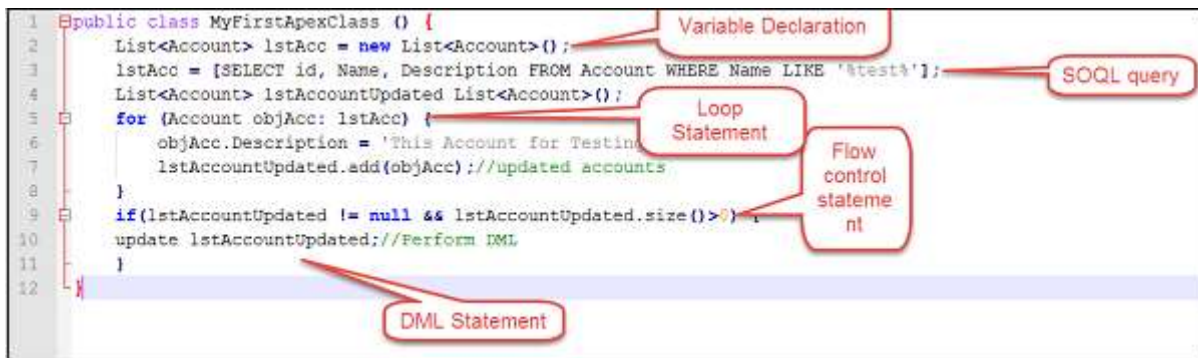 1 public class MyFirstApexClass () {
2 List<Account> lstAcc = new List<Account>();
3 lstAcc = [SELECT id, Name, Description FROM Account WHERE Name LIKE '%test%'];
4 List<Account> lstAccountUpdated List<Account>();
5 for (Account objAcc: lstAcc) {
6 objAcc.Description = 'This Account for Testing
7 lstAccountUpdated.add(objAcc);//updated accounts
8 }
9 if(lstAccountUpdated != null && lstAccountUpdated.size()>0) {
10 update lstAccountUpdated;//Perform DML
11 }
12 }
Variable Declaration
SOQL query
Loop
Statement
Flow
control
stateme
nt
DML Statement